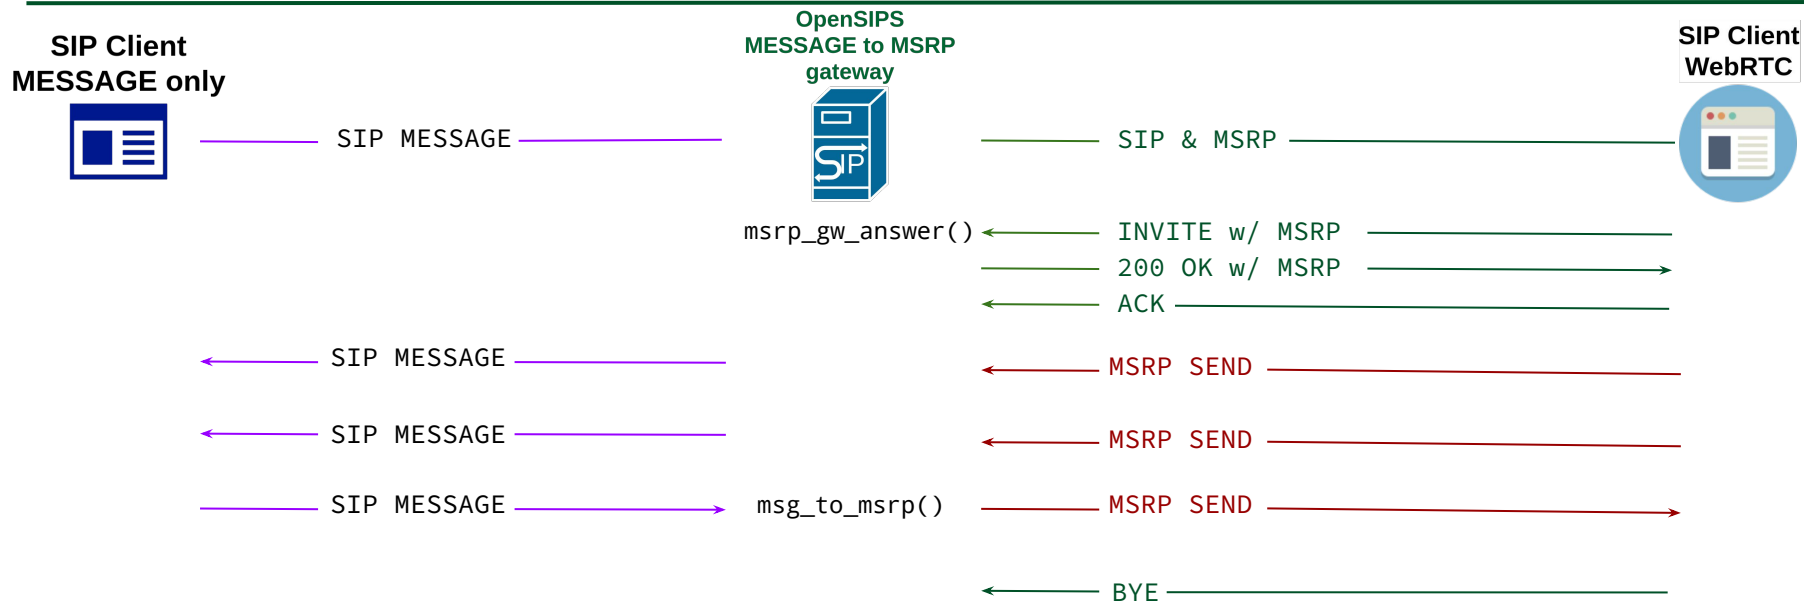 OpenSIPS
MESSAGE to MSRP
gateway
SIP Client
MESSAGE only
SIP Client
WebRTC
SIP MESSAGE
SIP & MSRP
SIP
msrp_gw_answer()
INVITE w/ MSRP
200 OK w/ MSRP
ACK
SIP MESSAGE
MSRP SEND
SIP MESSAGE
MSRP SEND
SIP MESSAGE
msg_to_msrp()
MSRP SEND
BYE